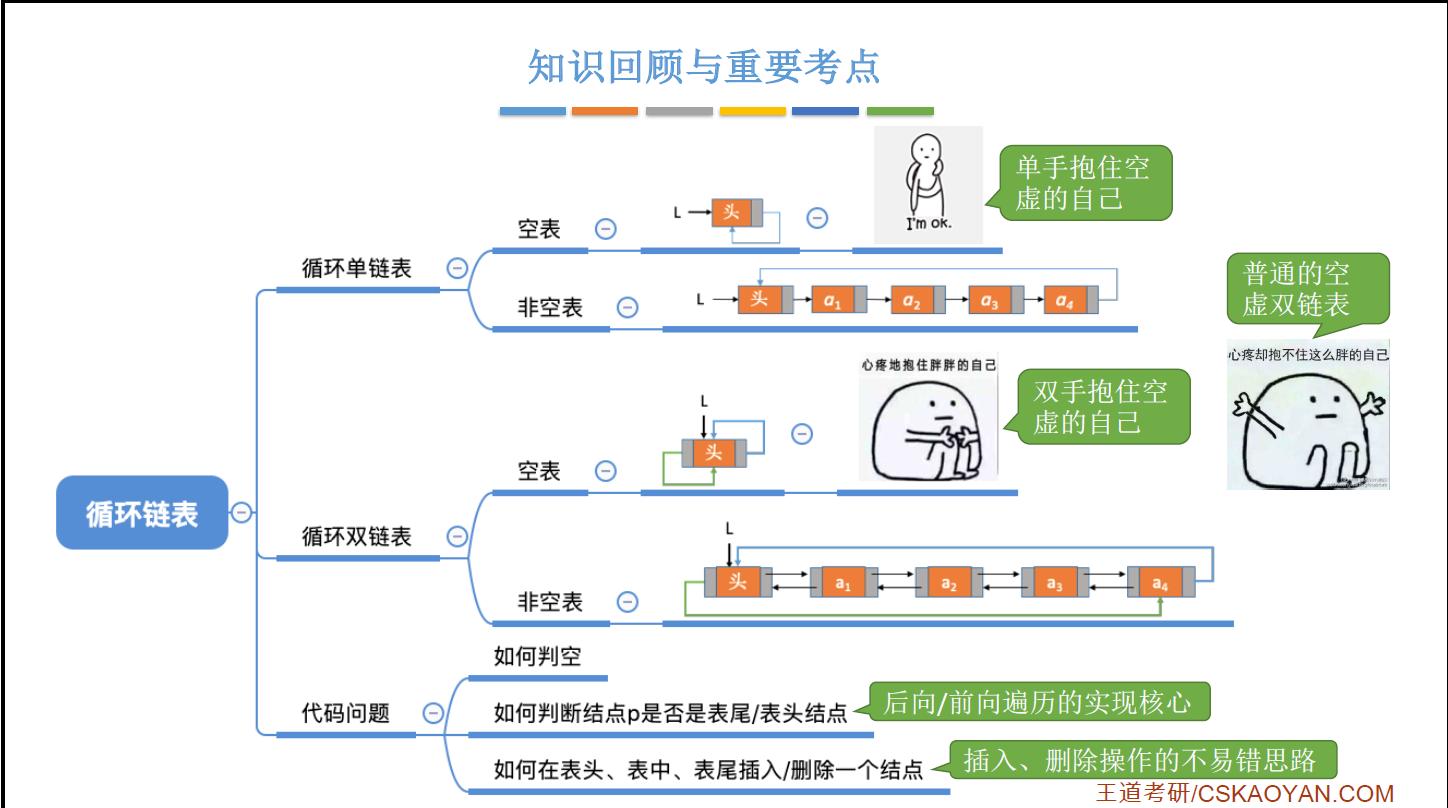 知识回顾与重要考点
单手抱住空
虚的自己
I'm ok.
空表
L
头
循环单链表
非空表
L
头
a1
a2
a3
a4
普通的空
虚双链表
心疼却抱不住这么胖的自己
心疼地抱住胖胖的自己
双手抱住空
虚的自己
L
头
空表
循环链表
循环双链表
L
头
a1
a2
a3
a4
非空表
如何判空
代码问题
如何判断结点p是否是表尾/表头结点
后向/前向遍历的实现核心
如何在表头、表中、表尾插入/删除一个结点
插入、删除操作的不易错思路
王道考研/CSKAOYAN.COM